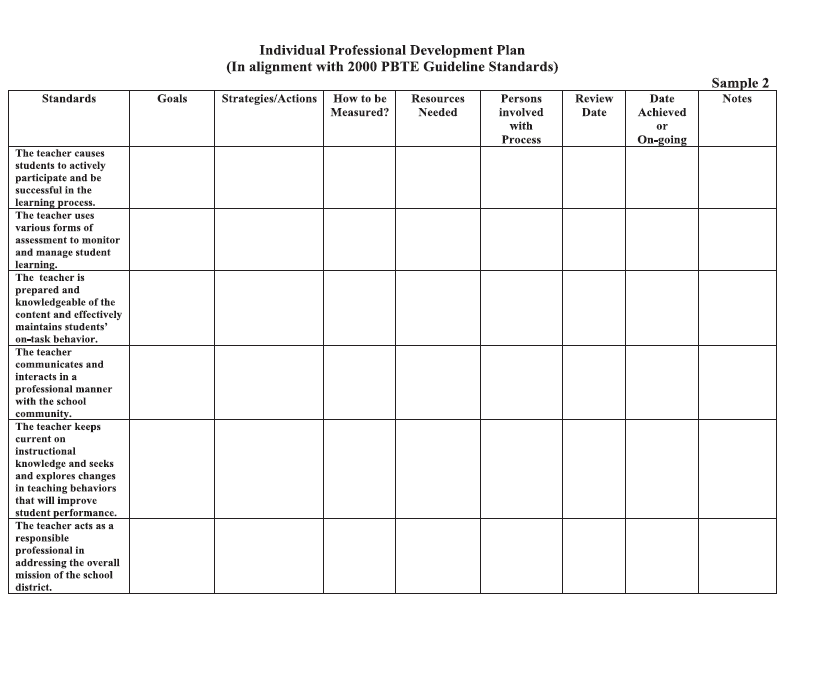 Individual Professional Development Plan
(In alignment with 2000 PBTE Guideline Standards)
Sample 2
Standards
Goals
Strategies/Actions
How to be
Measured?
Resources
Needed
Persons
involved
with
Process
Review
Date
Date
Achieved
or
On-going
Notes
The teacher causes
students to actively
participate and be
successful in the
learning process.
The teacher uses
various forms of
assessment to monitor
and manage student
learning.
The  teacher is
prepared and
knowledgeable of the
content and effectively
maintains students’
on-task behavior.
The teacher
communicates and
interacts in a
professional manner
with the school
community.
The teacher keeps
current on
instructional
knowledge and seeks
and explores changes
in teaching behaviors
that will improve
student performance.
The teacher acts as a
responsible
professional in
addressing the overall
mission of the school
district.